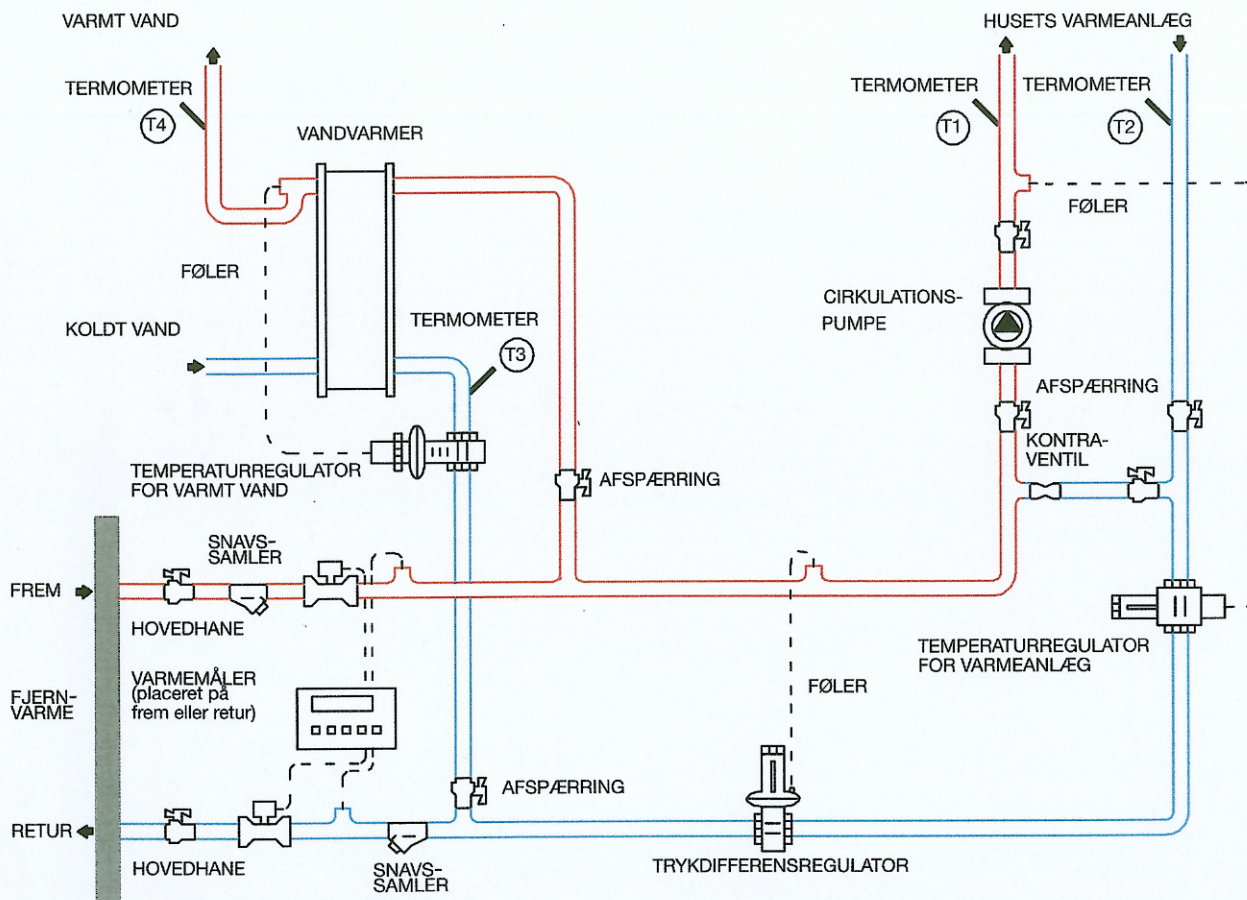 VARMT VAND
HUSETS VARMEANLÆG
TERMOMETER
T4
VANDVARMER
TERMOMETER
T1
TERMOMETER
T2
FØLER
FØLER
KOLDT VAND
TERMOMETER
T3
CIRKULATIONS-
PUMPE
AFSPÆRRING
KONTRA-
VENTIL
TEMPERATURREGULATOR
FOR VARMT VAND
AFSPÆRRING
SNAVS-
SAMLER
FREM
HOVEDHANE
TEMPERATURREGULATOR
FOR VARMEANLÆG
FJERN-
VARME
VARMEMÅLER
(placeret på
frem eller retur)
FØLER
AFSPÆRRING
RETUR
HOVEDHANE
SNAVS-
SAMLER
TRYKDIFFERENSREGULATOR